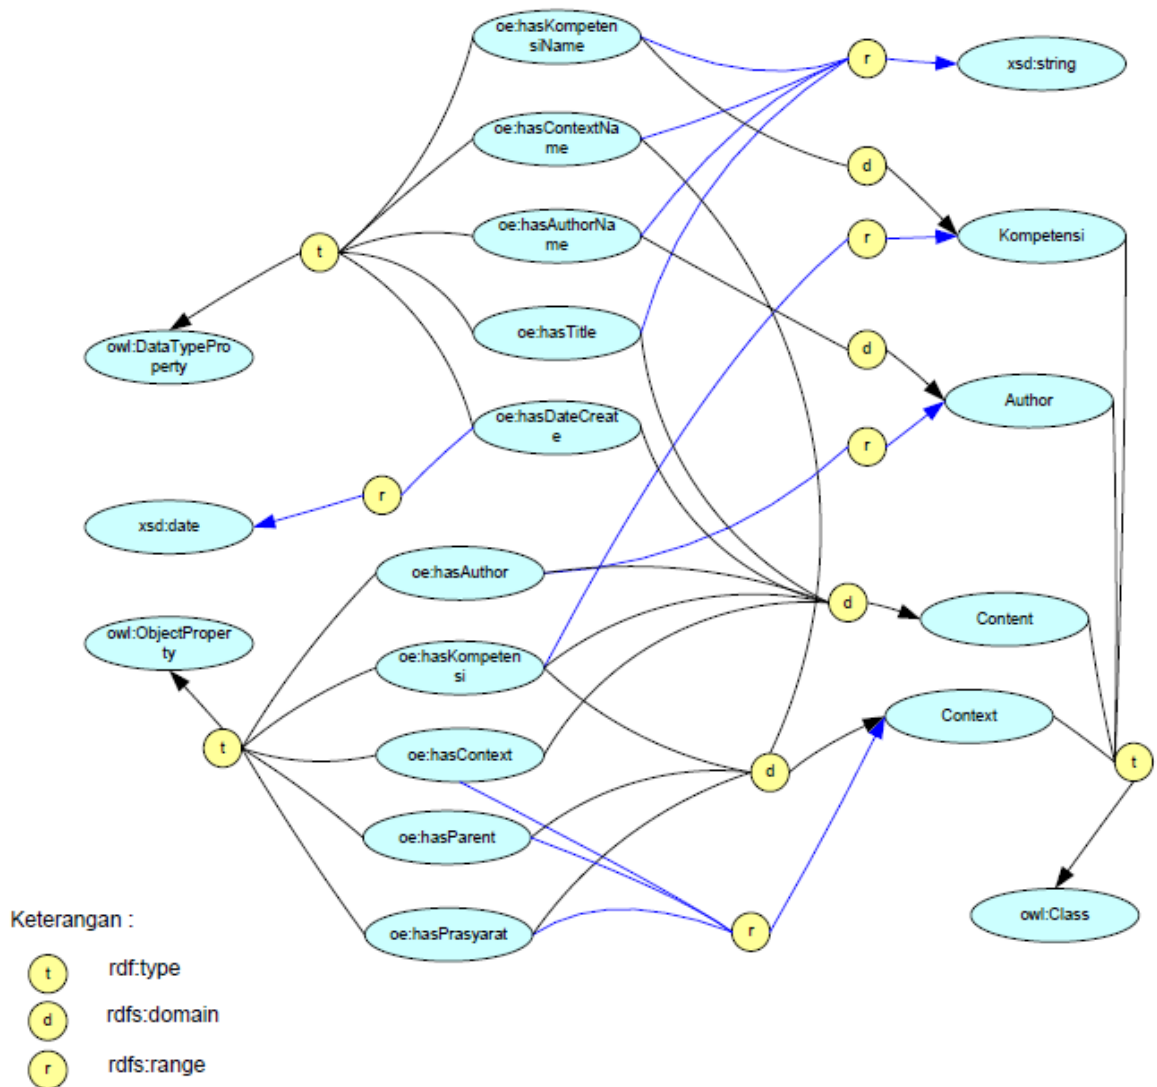 oe:hasKompeten
siName
r
xsd:string
oe:hasContextNa
me
d
oe:hasAuthorNa
me
r
Kompetensi
t
oe:hasTitle
owl:DataTypePro
perty
d
Author
oe:hasDateCreat
e
r
r
xsd:date
oe:hasAuthor
d
Content
owl:ObjectProper
ty
oe:hasKompeten
si
Context
t
oe:hasContext
d
t
oe:hasParent
owl:Class
oe:hasPrasyarat
r
Keterangan :
t rdf:type
d rdfs:domain
r rdfs:range